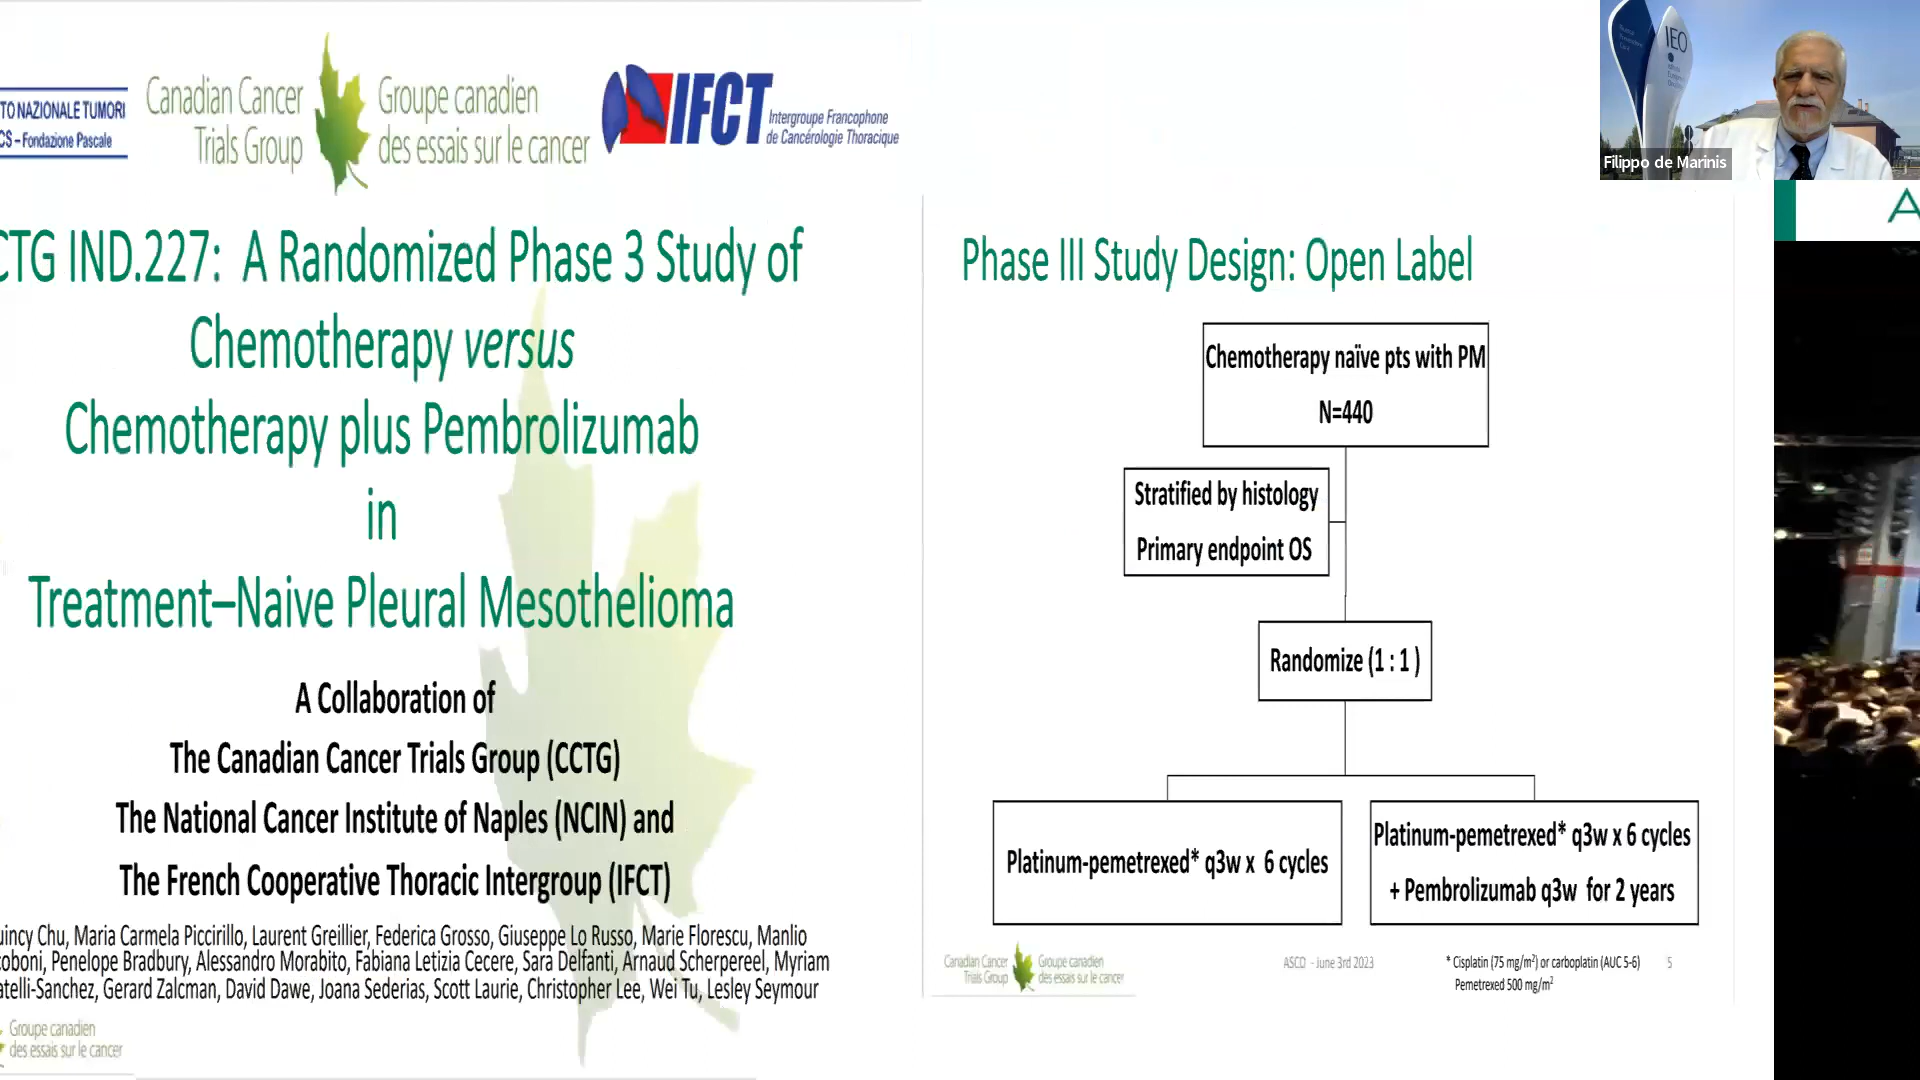 TO NAZIONALE TUMORI
CS – Fondazione Pascale
Canadian Cancer
Trials Group
Groupe canadien
des essais sur le cancer
IFCT
Intergroupe Francophone
de Cancérologie Thoracique
CTG IND.227: A Randomized Phase 3 Study of
Chemotherapy versus
Chemotherapy plus Pembrolizumab
in
Treatment–Naive Pleural Mesothelioma
A Collaboration of
The Canadian Cancer Trials Group (CCTG)
The National Cancer Institute of Naples (NCIN) and
The French Cooperative Thoracic Intergroup (IFCT)
uincy Chu, Maria Carmela Piccirillo, Laurent Greillier, Federica Grosso, Giuseppe Lo Russo, Marie Florescu, Manlio
coboni, Penelope Bradbury, Alessandro Morabito, Fabiana Letizia Cecere, Sara Delfanti, Arnaud Scherpereel, Myriam
atelli-Sanchez, Gerard Zalcman, David Dawe, Joana Sederias, Scott Laurie, Christopher Lee, Wei Tu, Lesley Seymour
Groupe canadien
des essais sur le cancer
Phase III Study Design: Open Label
Chemotherapy naïve pts with PM
N=440
Stratified by histology
Primary endpoint OS
Randomize (1 : 1 )
Platinum-pemetrexed* q3w x 6 cycles
Platinum-pemetrexed* q3w x 6 cycles
+ Pembrolizumab q3w for 2 years
Canadian Cancer
Trials Group
Groupe canadien
des essais sur le cancer
ASCO - June 3rd 2023
* Cisplatin (75 mg/m²) or carboplatin (AUC 5-6)
Pemetrexed 500 mg/m²
5
IEO
Filippo de Marinis
A